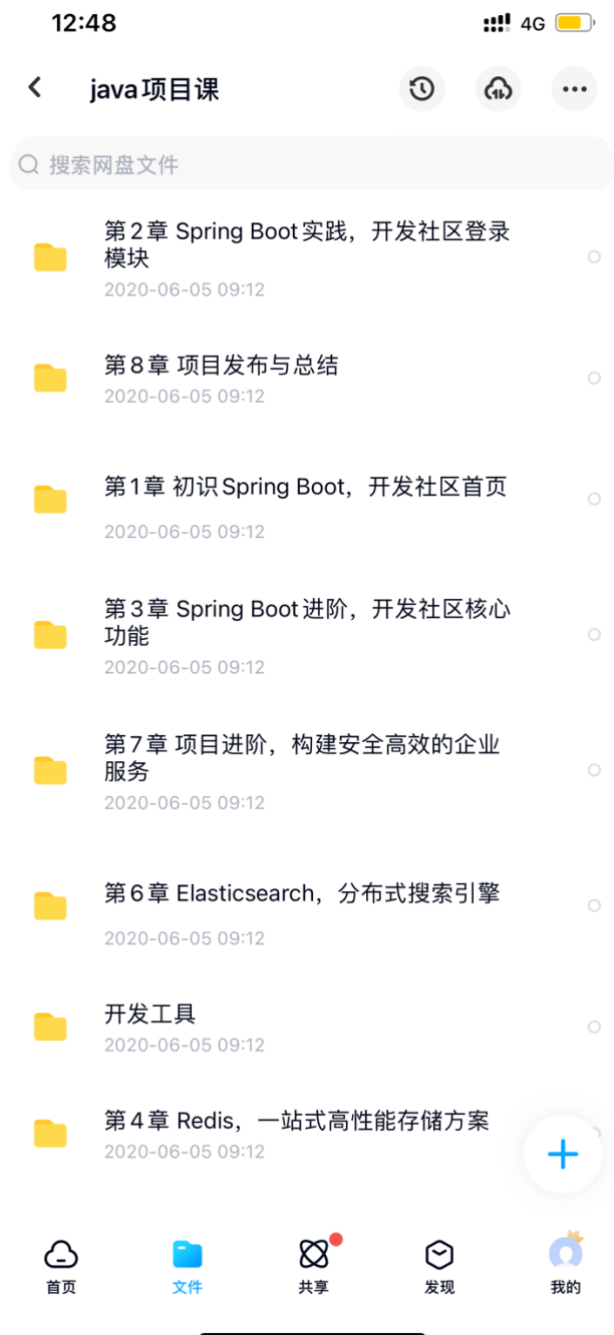 12:48
4G
java项目课
搜索网盘文件
第2章 Spring Boot实践，开发社区登录
模块
2020-06-05 09:12
第8章 项目发布与总结
2020-06-05 09:12
第1章 初识Spring Boot，开发社区首页
2020-06-05 09:12
第3章 Spring Boot进阶，开发社区核心
功能
2020-06-05 09:12
第7章 项目进阶，构建安全高效的企业
服务
2020-06-05 09:12
第6章 Elasticsearch，分布式搜索引擎
2020-06-05 09:12
开发工具
2020-06-05 09:12
第4章 Redis，一站式高性能存储方案
2020-06-05 09:12
首页
文件
共享
发现
我的